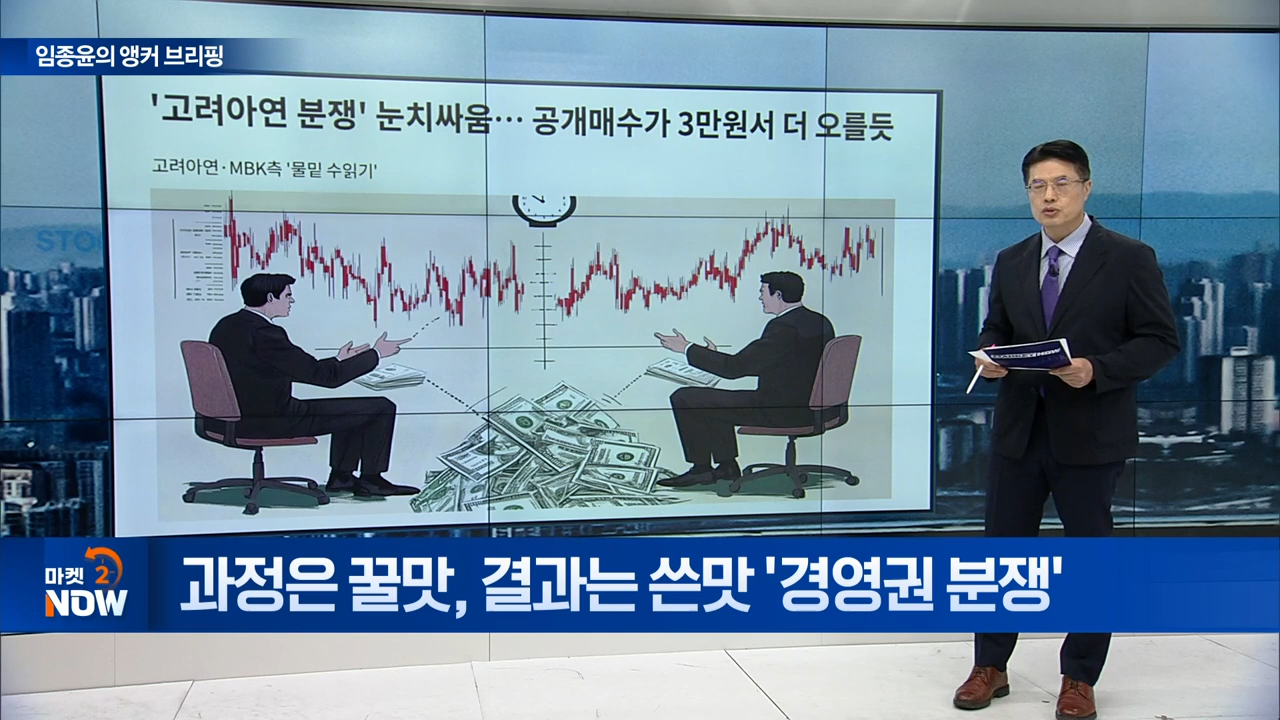 임종윤의 앵커 브리핑
'고려아연 분쟁' 눈치싸움… 공개매수가 3만원서 더 오를듯
고려아연·MBK측 '물밑 수읽기'
STO
MARKET NOW
마켓 2
NOW
과정은 꿀맛, 결과는 쓴맛 '경영권 분쟁'